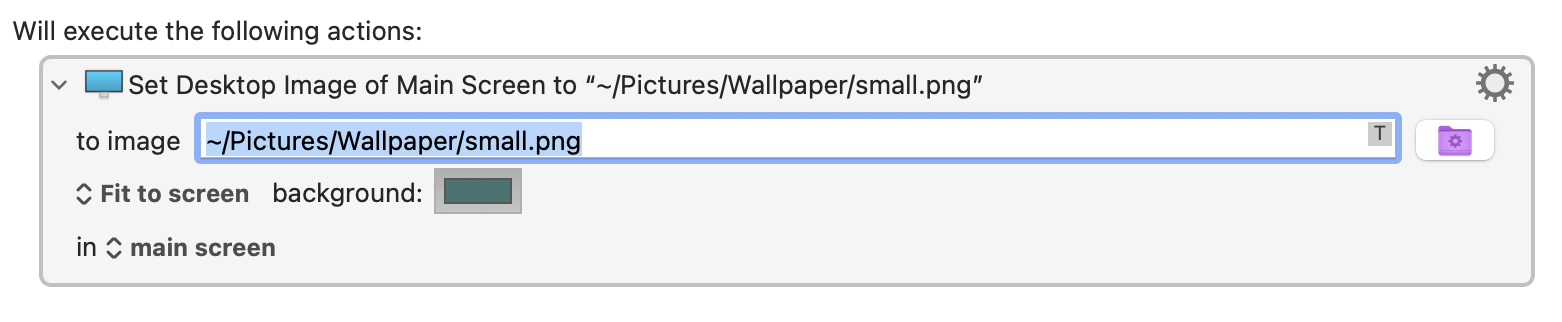 Will execute the following actions:
Set Desktop Image of Main Screen to “~/Pictures/Wallpaper/small.png”
to image ~/Pictures/Wallpaper/small.png T
Fit to screen background:
in main screen